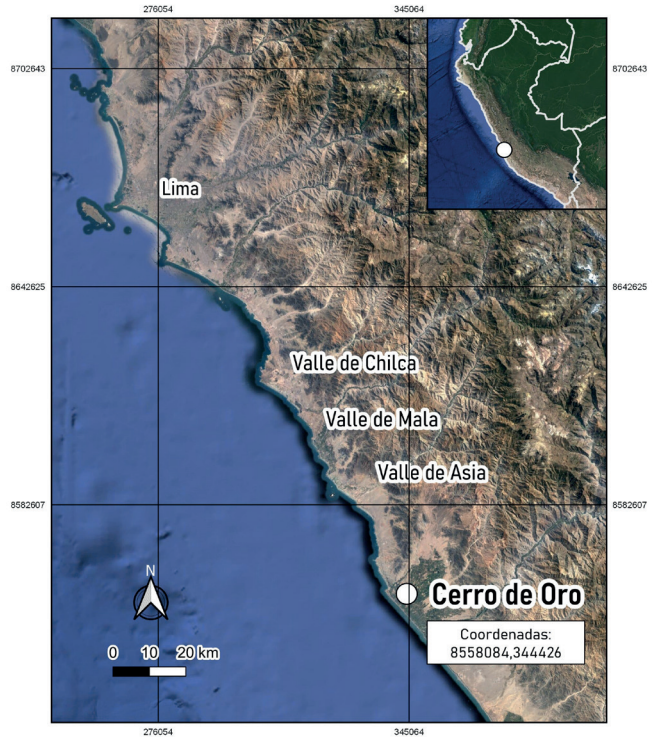 276054
345064
8702643
8702643
Lima
8642625
8642625
Valle de Chilca
Valle de Mala
Valle de Asia
8582607
8582607
N
Cerro de Oro
0 10 20 km
Coordenadas:
8558084,344426
276054
345064